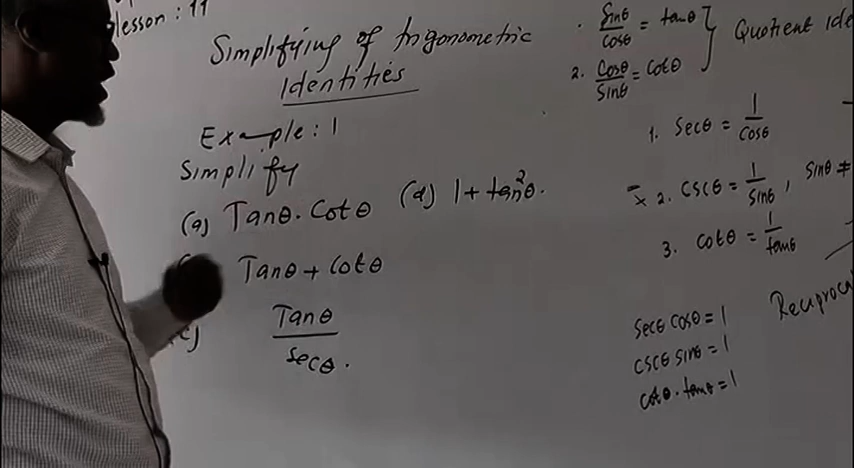 lesson : 11
Simplifying of trigonometric
Identities
Example : 1
Simplify
(a) Tanθ . Cotθ (d) 1 + tan²θ.
Tanθ + Cotθ
c) Tanθ / Secθ .
. Sinθ / Cosθ = tanθ
2. Cosθ / Sinθ = Cotθ
Quotient Ide
1. Secθ = 1 / Cosθ
2. CSCθ = 1 / Sinθ , Sinθ ≠
3. Cotθ = 1 / tanθ
Reciproca
Secθ Cosθ = 1
CSCθ Sinθ = 1
Cotθ . tanθ = 1